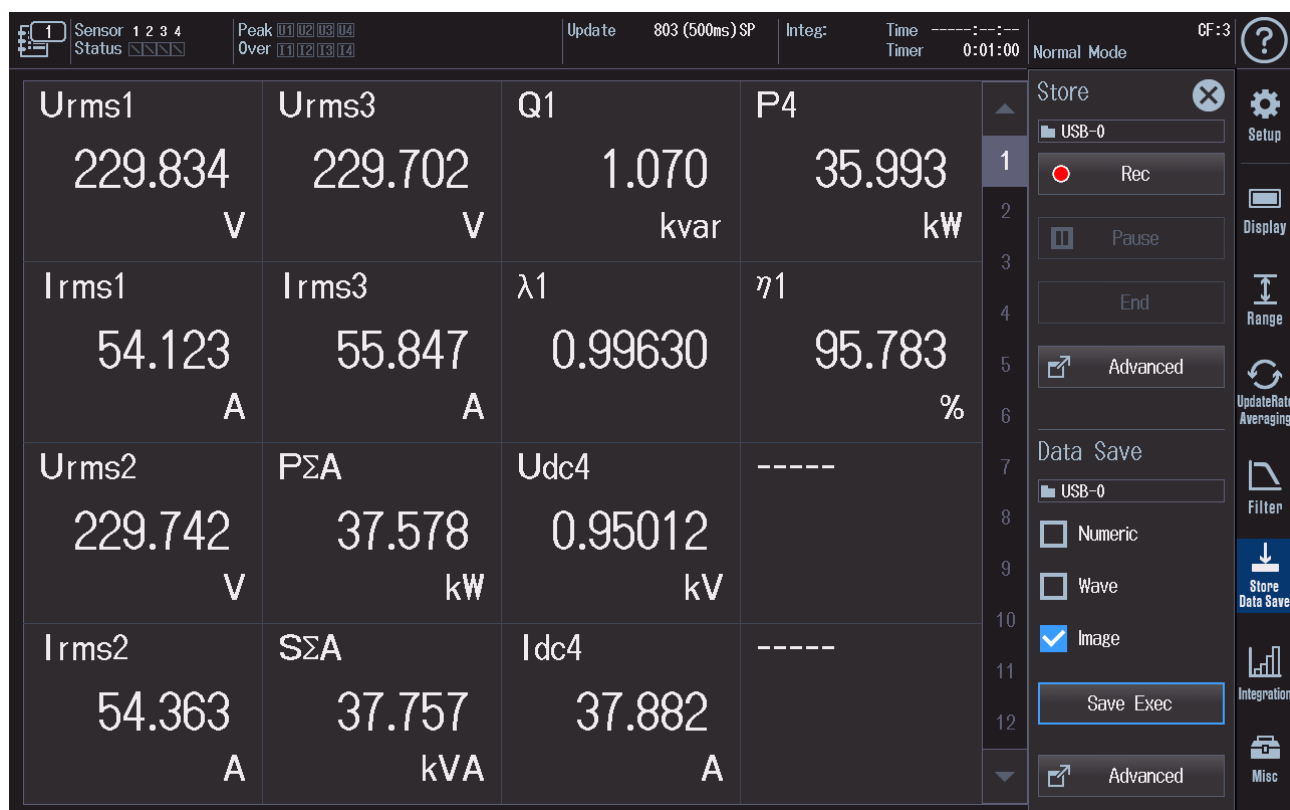 1 Sensor 1 2 3 4 Peak U1 U2 U3 U4 Update 803 (500ms) SP Integ: Time -----:--:-- CF:3 ?
Status Over I1 I2 I3 I4 Timer 0:01:00 Normal Mode
Urms1 Urms3 Q1 P4
229.834 229.702 1.070 35.993
V V kvar kW
Irms1 Irms3 λ1 η1
54.123 55.847 0.99630 95.783
A A %
Urms2 PΣA Udc4 -----
229.742 37.578 0.95012
V kW kV
Irms2 SΣA Idc4 -----
54.363 37.757 37.882
A kVA A
1
2
3
4
5
6
7
8
9
10
11
12
Store
USB-0
Rec
Pause
End
Advanced
Data Save
USB-0
Numeric
Wave
Image
Save Exec
Advanced
Setup
Display
Range
UpdateRate
Averaging
Filter
Store
Data Save
Integration
Misc